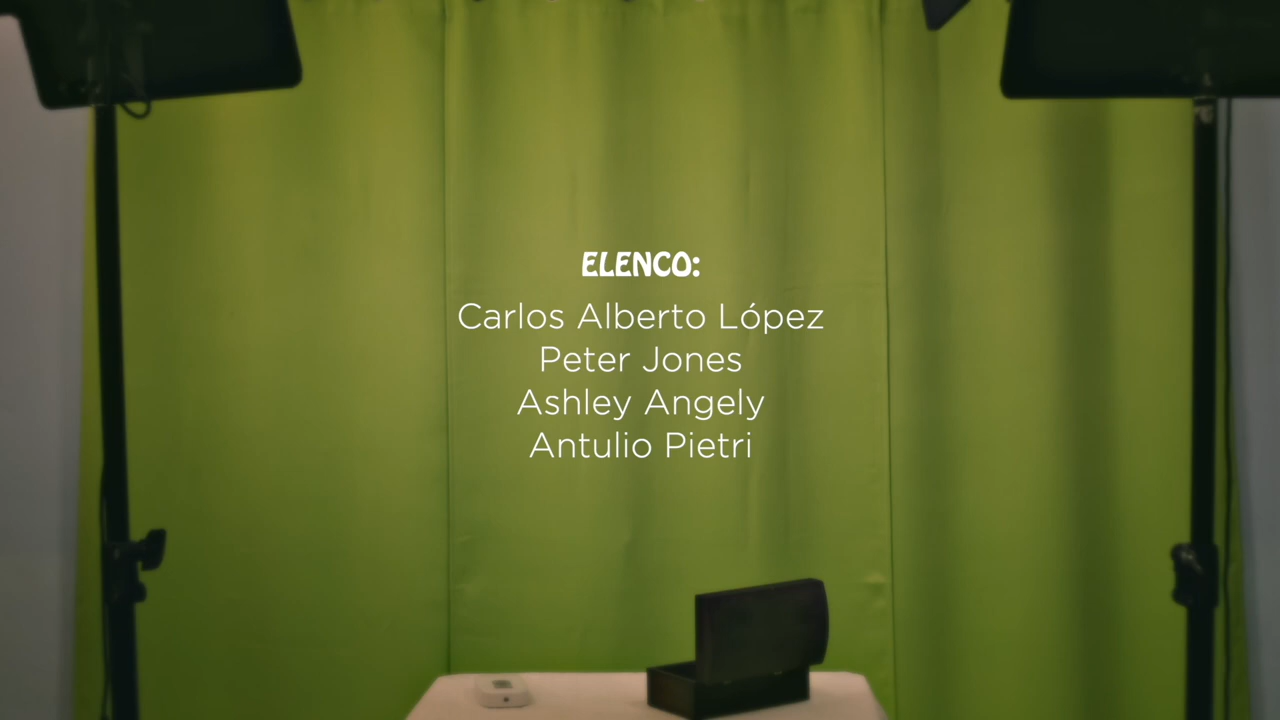 ELENCO:
Carlos Alberto López
Peter Jones
Ashley Angely
Antulio Pietri